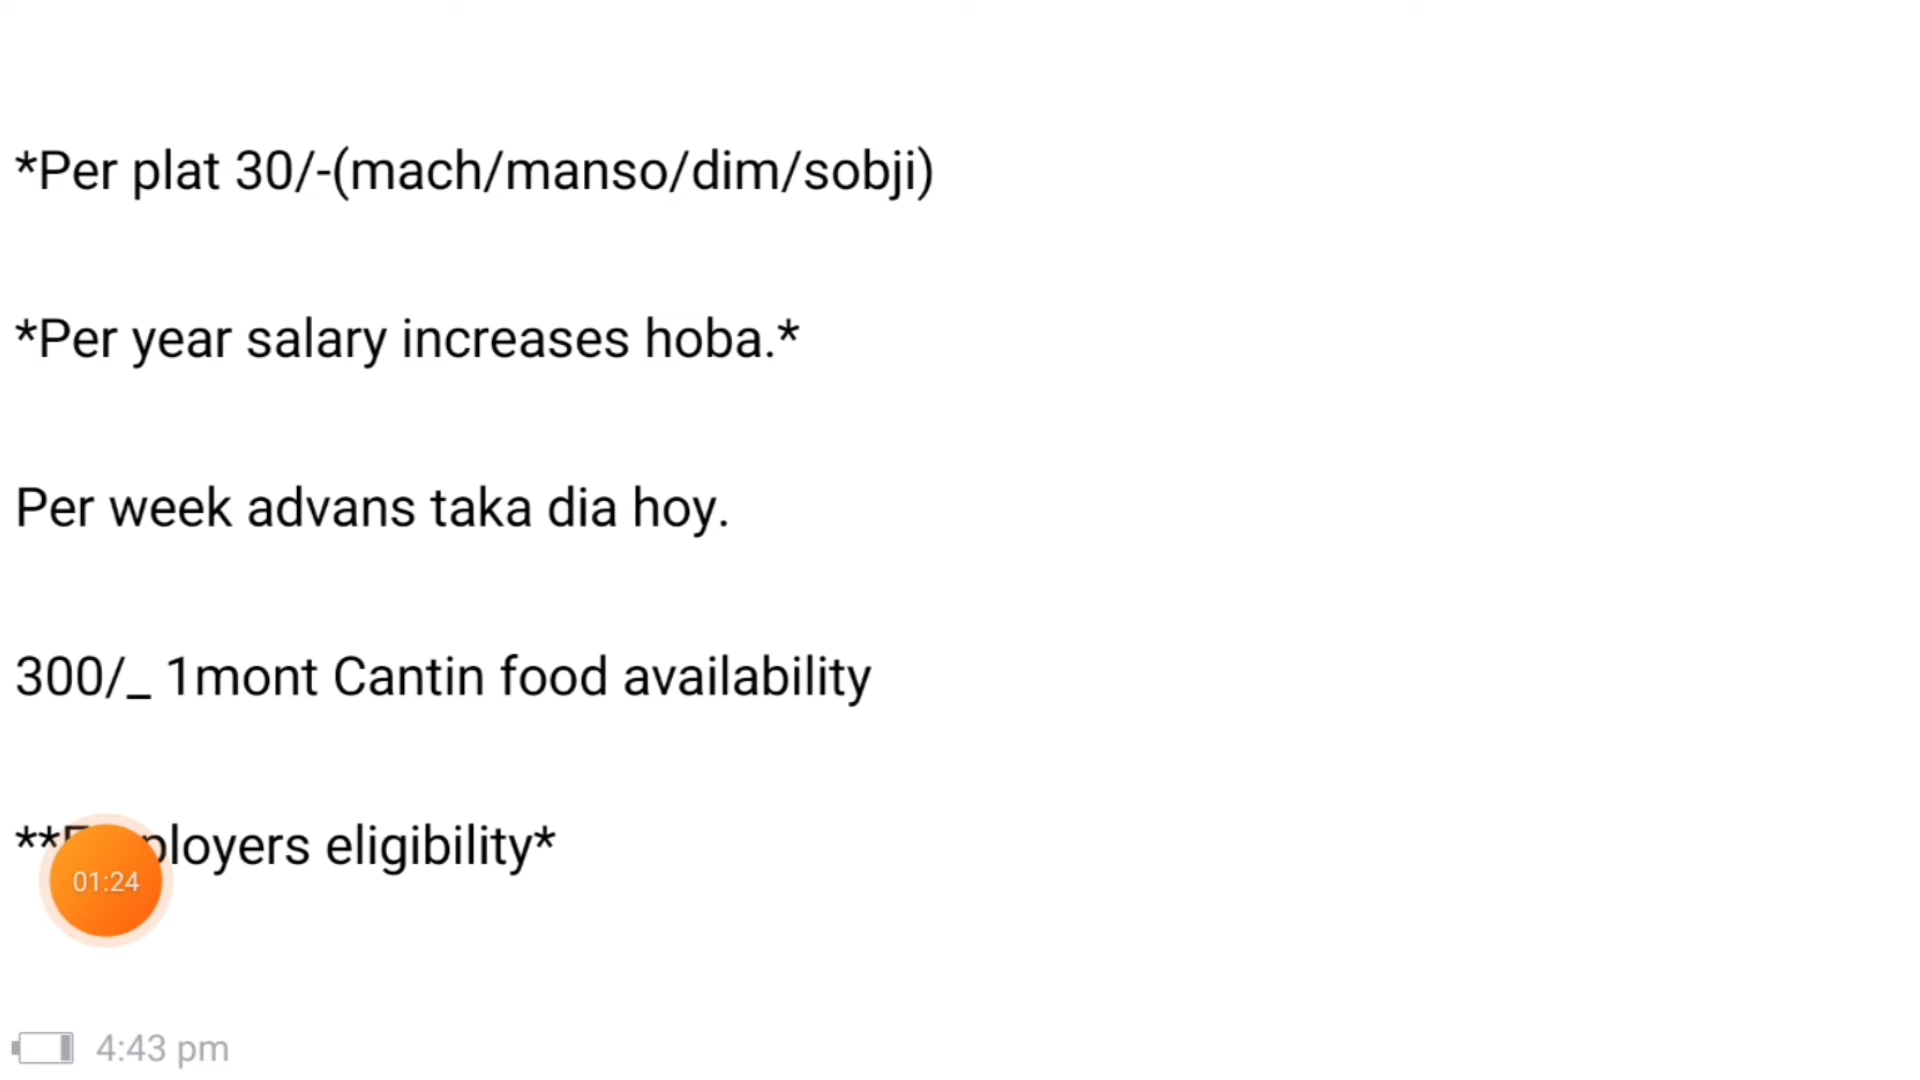 *Per plat 30/-(mach/manso/dim/sobji)
*Per year salary increases hoba.*
Per week advans taka dia hoy.
300/_ 1mont Cantin food availability
**Employers eligibility*
01:24
4:43 pm